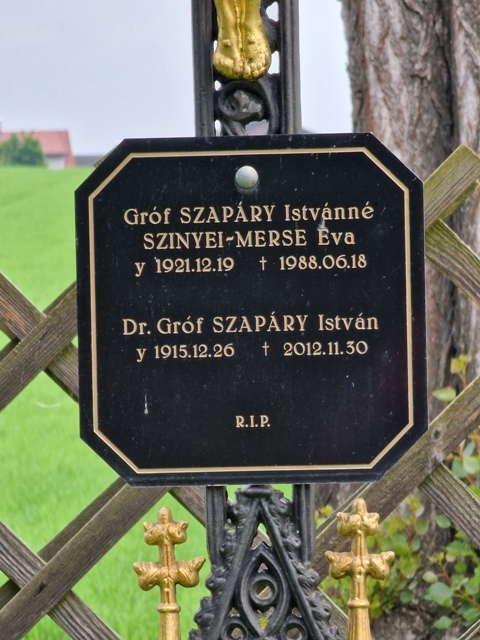 Gróf SZAPÁRY Istvánné
SZINYEI-MERSE Éva
y 1921.12.19 † 1988.06.18
Dr. Gróf SZAPÁRY István
y 1915.12.26 † 2012.11.30
R.I.P.